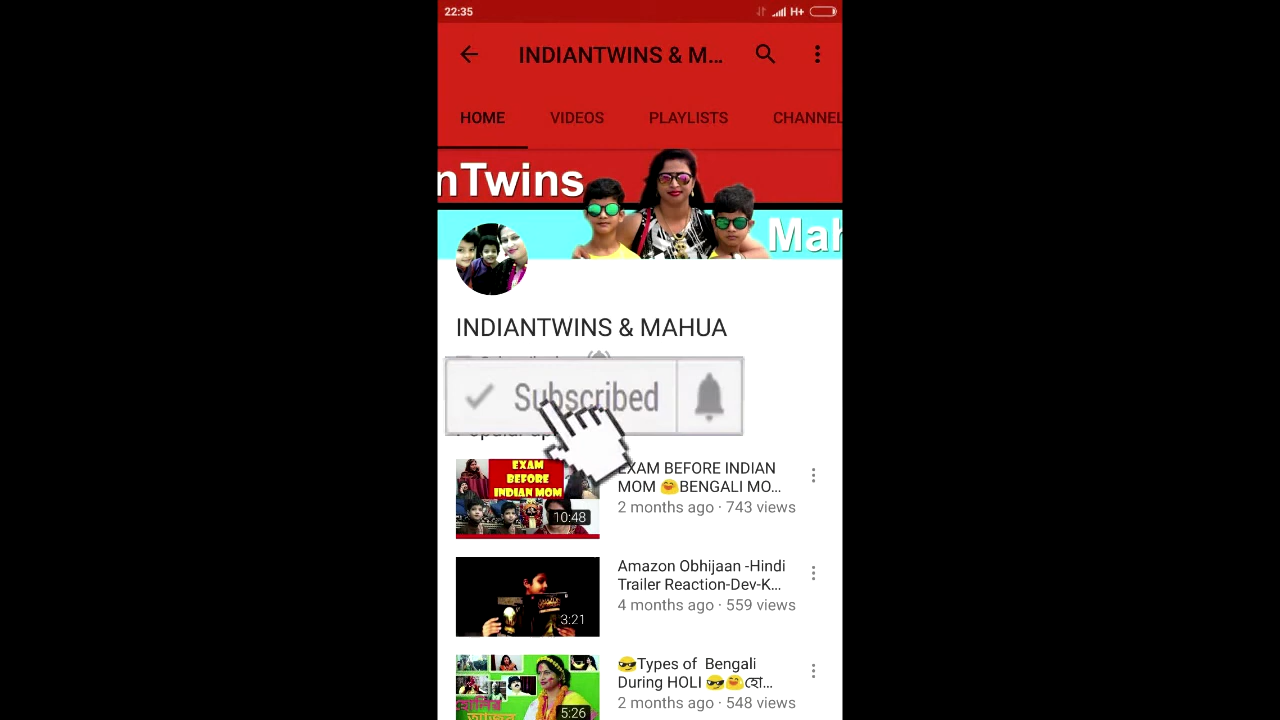 22:35
H+
INDIANTWINS & M...
HOME VIDEOS PLAYLISTS CHANNEL
nTwins
Mah
INDIANTWINS & MAHUA
Subscribed
EXAM
BEFORE
INDIAN MOM
10:48
EXAM BEFORE INDIAN
MOM 😄BENGALI MO...
2 months ago · 743 views
3:21
Amazon Obhijaan -Hindi
Trailer Reaction-Dev-K...
4 months ago · 559 views
5:26
😎Types of Bengali
During HOLI 😎😄হো...
2 months ago · 548 views